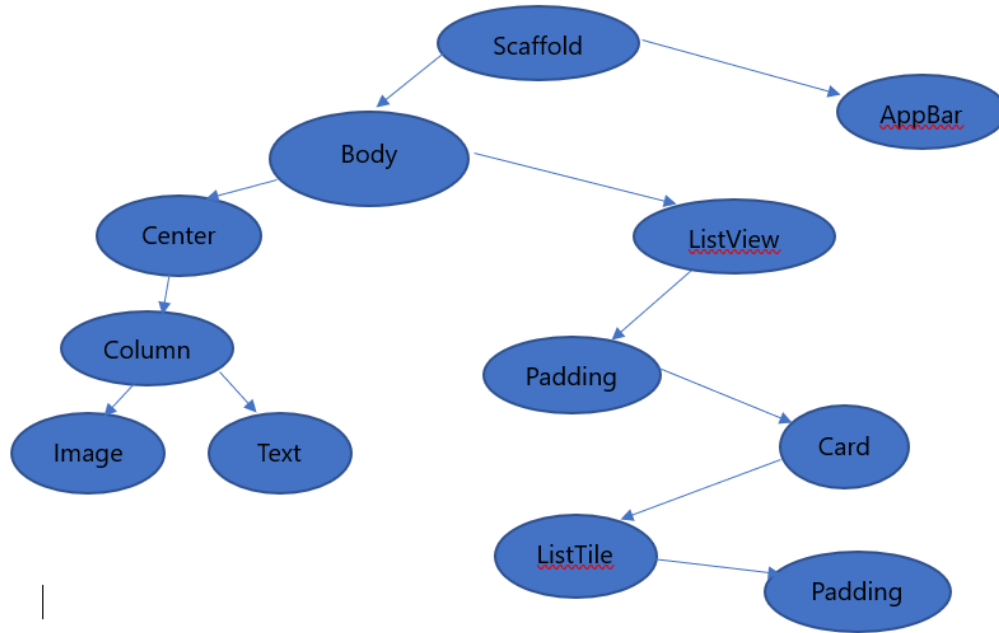 Scaffold
AppBar
Body
Center
ListView
Column
Padding
Image
Text
Card
ListTile
Padding